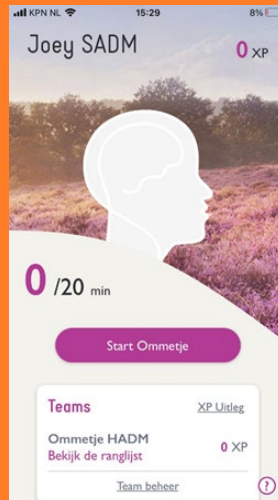 KPN NL 15:29 8%
Joey SADM 0 XP
0 /20 min
Start Ommetje
Teams XP Uitleg
Ommetje HADM 0 XP
Bekijk de ranglijst
Team beheer ?